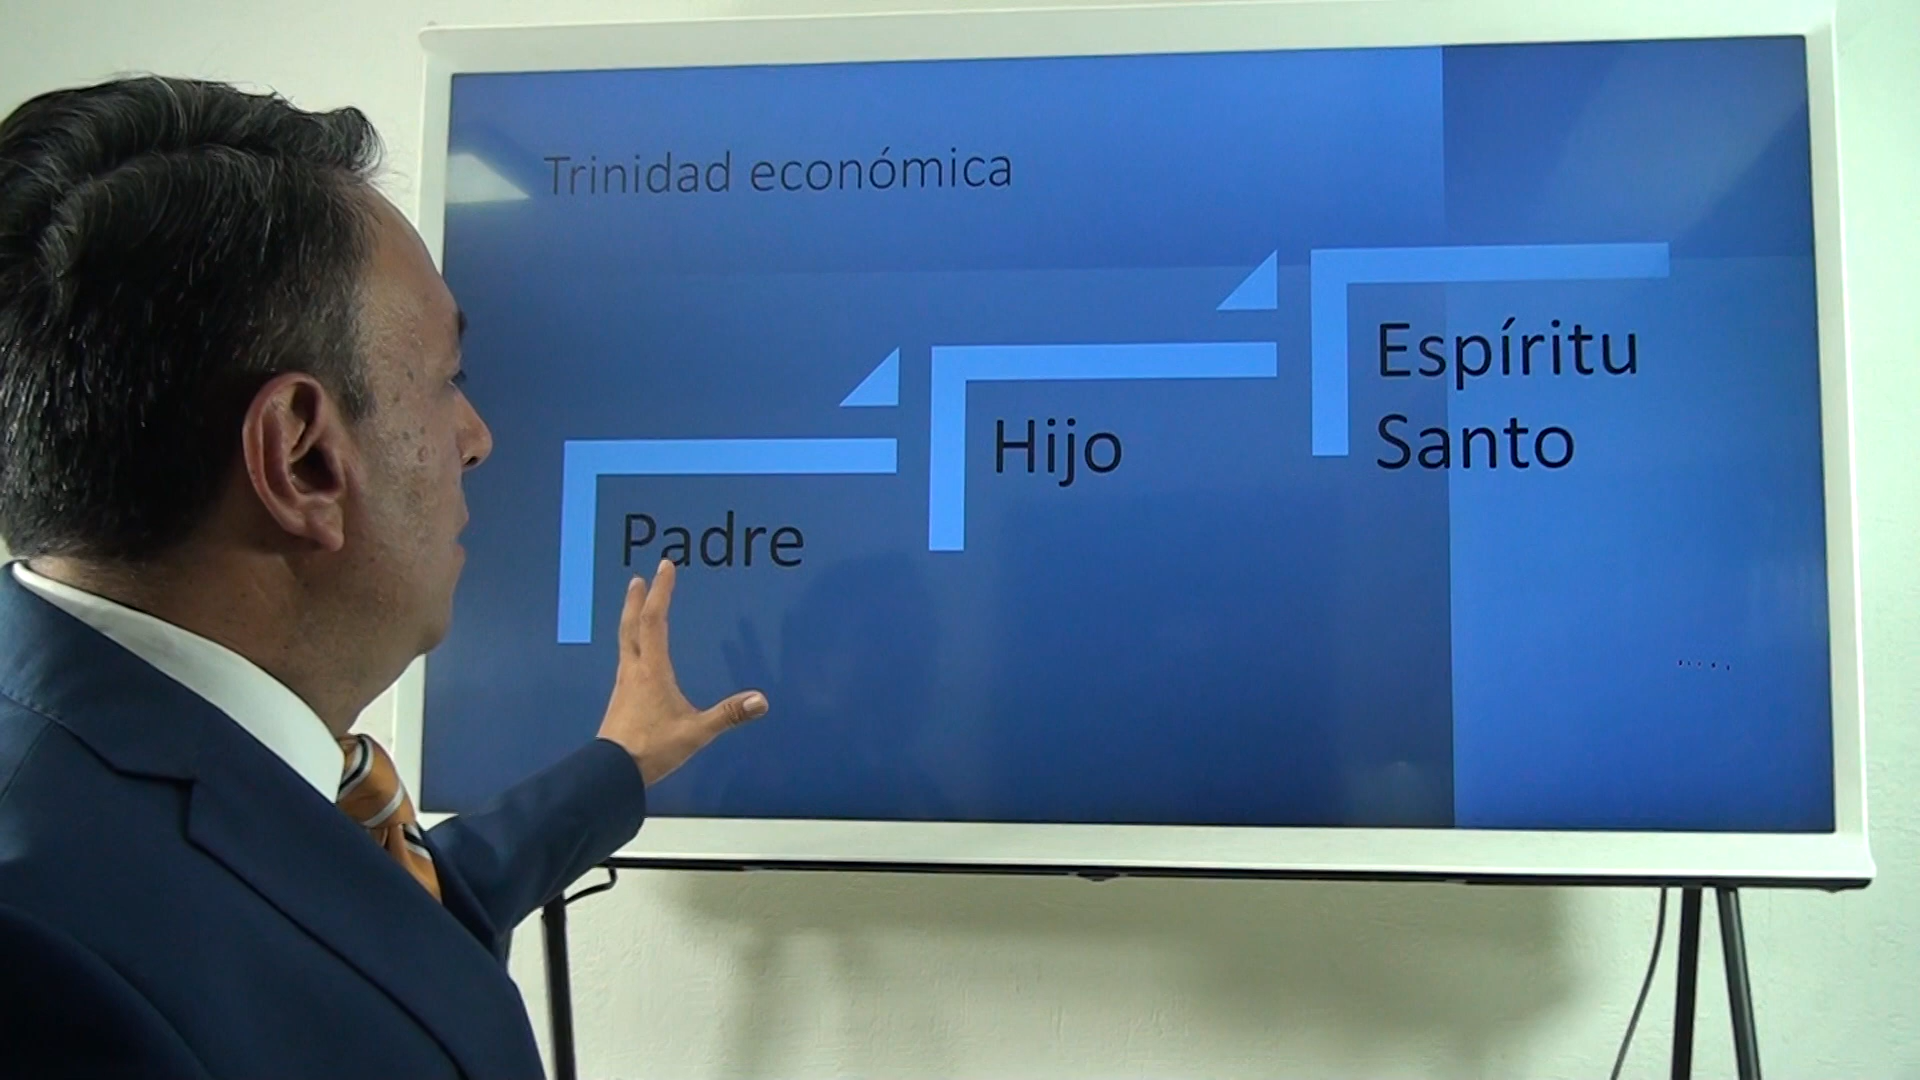 Trinidad económica
Padre
Hijo
Espíritu
Santo